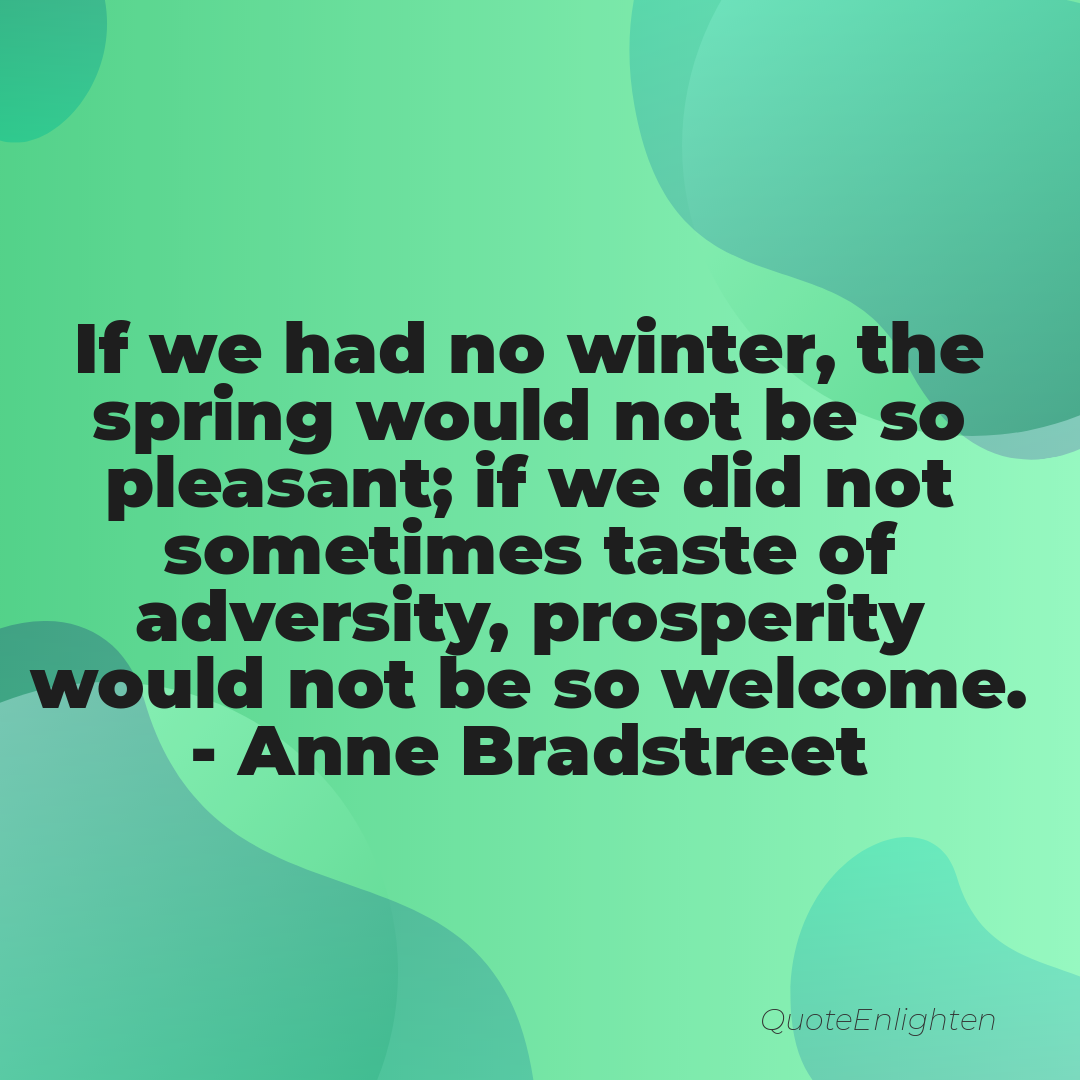 If we had no winter, the
spring would not be so
pleasant; if we did not
sometimes taste of
adversity, prosperity
would not be so welcome.
- Anne Bradstreet
QuoteEnlighten